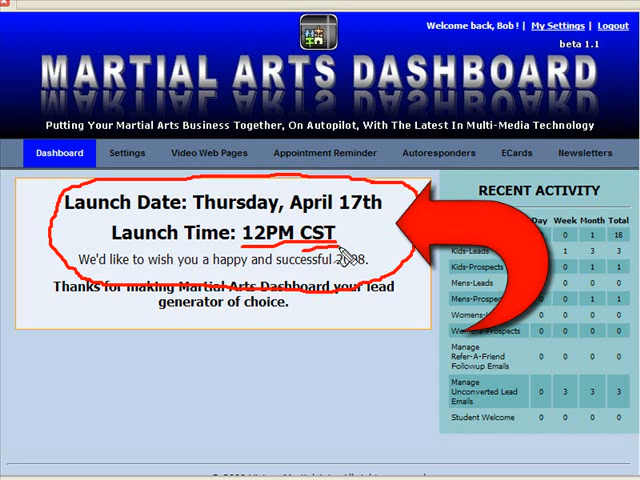 Welcome back, Bob ! | My Settings | Logout
beta 1.1
MARTIAL ARTS DASHBOARD
Putting Your Martial Arts Business Together, On Autopilot, With The Latest In Multi-Media Technology
Dashboard Settings Video Web Pages Appointment Reminder Autoresponders ECards Newsletters
Launch Date: Thursday, April 17th
Launch Time: 12PM CST
We'd like to wish you a happy and successful
Thanks for making Martial Arts Dashboard your lead
generator of choice.
RECENT ACTIVITY
Day Week Month Total
0 1 18
Kids-Leads 1 3 3
Kids-Prospects 0 1 1
Mens-Leads 0 0 0
Mens-Prospects 0 1 1
0 0 0
Womens-Prospects 0 0 0
Manage
Refer-A-Friend
Followup Emails
0 0 0 0
Manage
Unconverted Lead
Emails
0 3 3 3
Student Welcome 0 0 0 0